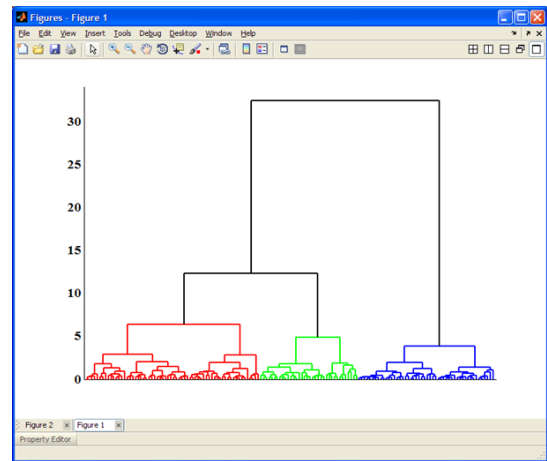 Figures - Figure 1
File Edit View Insert Tools Debug Desktop Window Help
30
25
20
15
10
5
0
Figure 2 Figure 1
Property Editor